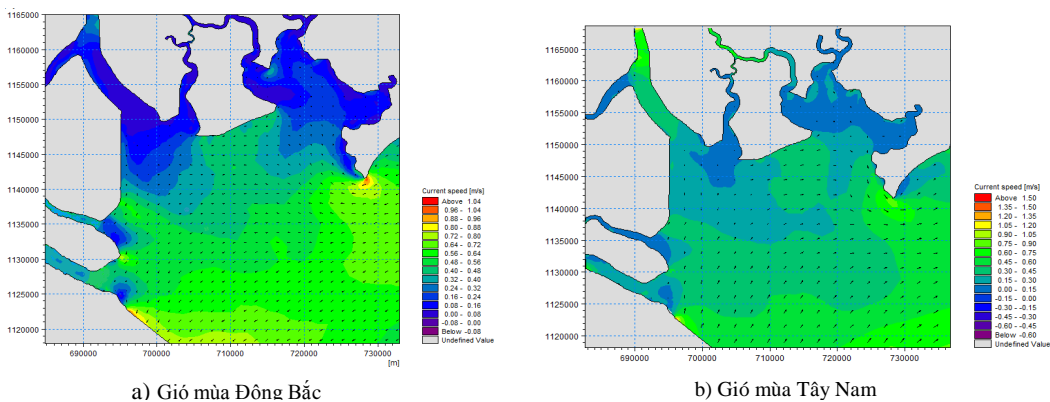 1165000
1160000
1155000
1150000
1145000
1140000
1135000
1130000
1125000
1120000
690000
700000
710000
720000
730000
[m]
Current speed [m/s]
Above 1.04
0.96 - 1.04
0.88 - 0.96
0.80 - 0.88
0.72 - 0.80
0.64 - 0.72
0.56 - 0.64
0.48 - 0.56
0.40 - 0.48
0.32 - 0.40
0.24 - 0.32
0.16 - 0.24
0.08 - 0.16
0.00 - 0.08
-0.08 - 0.00
Below -0.08
Undefined Value
a) Gió mùa Đông Bắc
1165000
1160000
1155000
1150000
1145000
1140000
1135000
1130000
1125000
1120000
690000
700000
710000
720000
730000
Current speed [m/s]
Above 1.50
1.35 - 1.50
1.20 - 1.35
1.05 - 1.20
0.90 - 1.05
0.75 - 0.90
0.60 - 0.75
0.45 - 0.60
0.30 - 0.45
0.15 - 0.30
0.00 - 0.15
-0.15 - 0.00
-0.30 - -0.15
-0.45 - -0.30
-0.60 - -0.45
Below -0.60
Undefined Value
b) Gió mùa Tây Nam